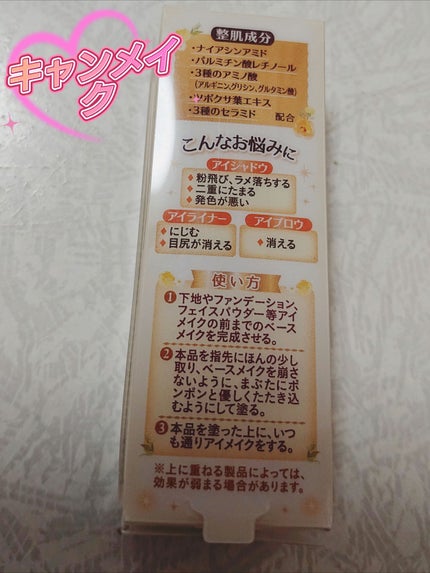 キャンメイ
ク
整肌成分
・ナイアシンアミド
・パルミチン酸レチノール
・3種のアミノ酸
(アルギニン,グリシン,グルタミン酸)
・ツボクサ葉エキス
・3種のセラミド 配合
こんなお悩みに
アイシャドウ
粉飛び、ラメ落ちする
二重にたまる
発色が悪い
アイライナー
にじむ
目尻が消える
アイブロウ
消える
使い方
1 下地やファンデーション、
フェイスパウダー等アイ
メイクの前までのベース
メイクを完成させる。
2 本品を指先にほんの少し
取り、ベースメイクを崩さ
ないように、まぶたにポ
ンポンと優しくたたき込
むようにして塗る。
3 本品を塗った上に、いつ
も通りアイメイクをする。
※上に重ねる製品によっては、
効果が弱まる場合があります。